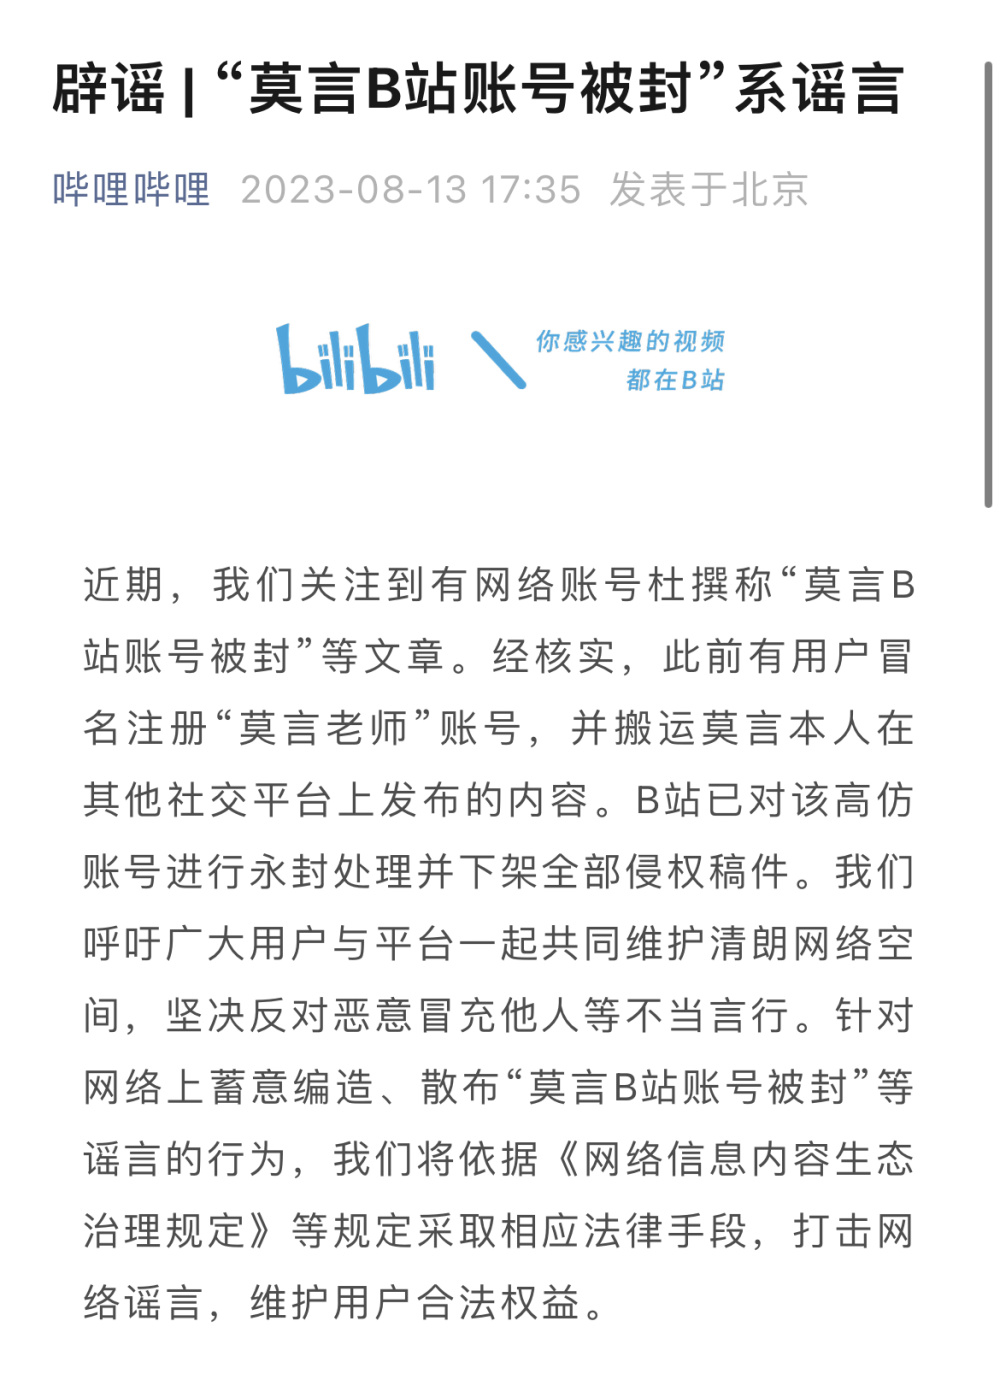 辟谣 | “莫言B站账号被封”系谣言
哔哩哔哩 2023-08-13 17:35 发表于北京
bilibili
你感兴趣的视频
都在B站
近期，我们关注到有网络账号杜撰称“莫言B
站账号被封”等文章。经核实，此前有用户冒
名注册“莫言老师”账号，并搬运莫言本人在
其他社交平台上发布的内容。B站已对该高仿
账号进行永封处理并下架全部侵权稿件。我们
呼吁广大用户与平台一起共同维护清朗网络空
间，坚决反对恶意冒充他人等不当言行。针对
网络上蓄意编造、散布“莫言B站账号被封”等
谣言的行为，我们将依据《网络信息内容生态
治理规定》等规定采取相应法律手段，打击网
络谣言，维护用户合法权益。